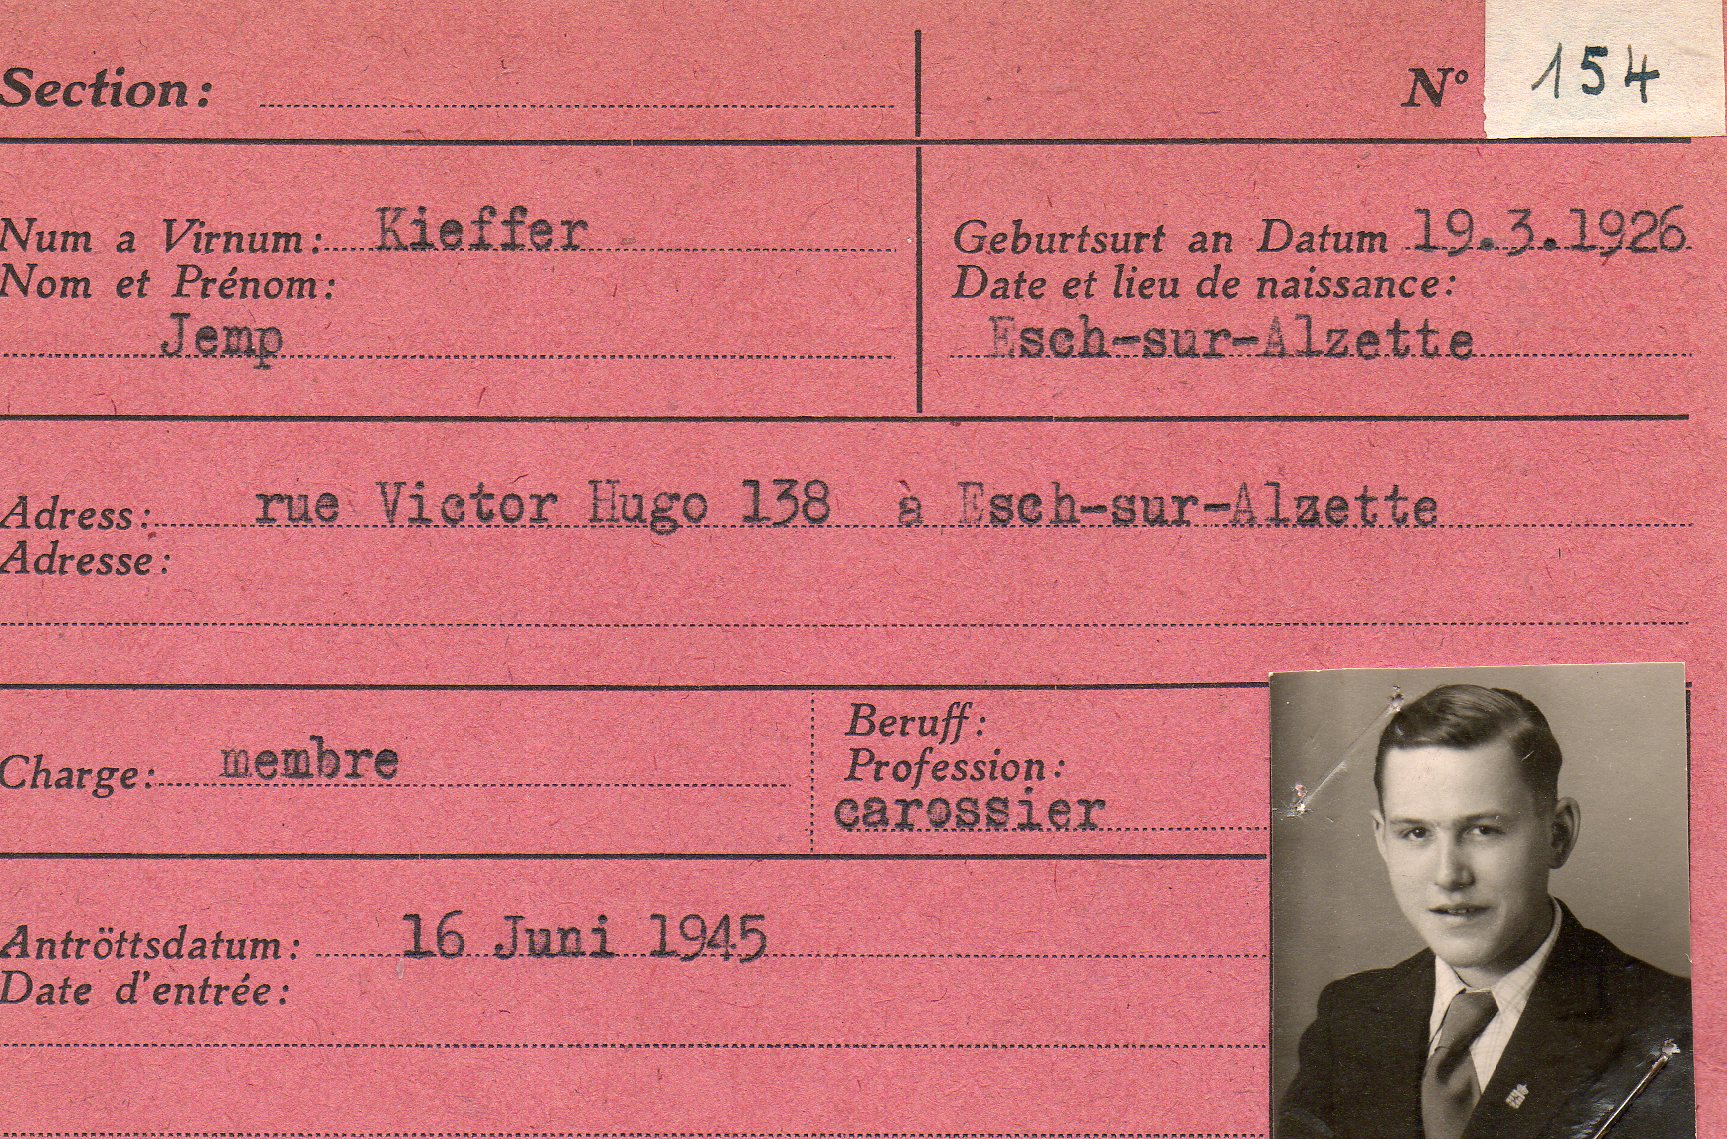 Section: N° 154
Num a Virnum: Kieffer
Nom et Prénom:
Jemp
Geburtsurt an Datum 19.3.1926
Date et lieu de naissance:
Esch-sur-Alzette
Adress: rue Victor Hugo 138 à Esch-sur-Alzette
Adresse:
Charge: membre
Beruff:
Profession:
carossier
Antröttsdatum: 16 Juni 1945
Date d'entrée: